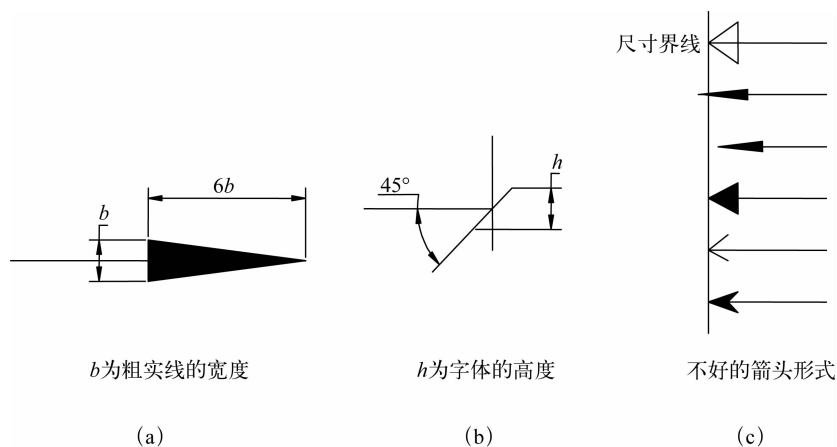 尺寸界线
6b
b
45°
h
b为粗实线的宽度
h为字体的高度
不好的箭头形式
(a)
(b)
(c)